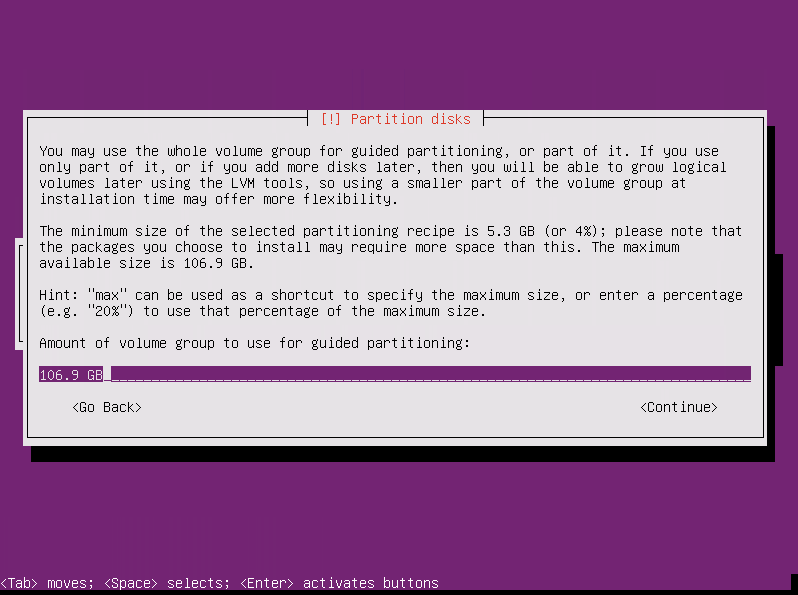 [!] Partition disks
You may use the whole volume group for guided partitioning, or part of it. If you use
only part of it, or if you add more disks later, then you will be able to grow logical
volumes later using the LVM tools, so using a smaller part of the volume group at
installation time may offer more flexibility.
The minimum size of the selected partitioning recipe is 5.3 GB (or 4%); please note that
the packages you choose to install may require more space than this. The maximum
available size is 106.9 GB.
Hint: "max" can be used as a shortcut to specify the maximum size, or enter a percentage
(e.g. "20%") to use that percentage of the maximum size.
Amount of volume group to use for guided partitioning:
106.9 GB
<Go Back> <Continue>
<Tab> moves; <Space> selects; <Enter> activates buttons